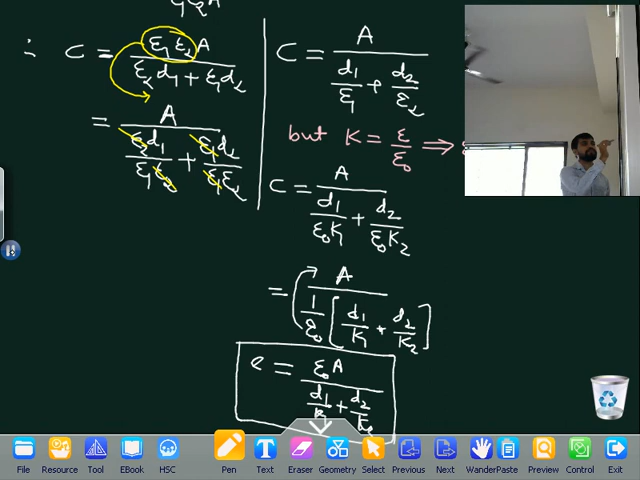 ∴ C = ε₁ε₂A / (ε₂d₁ + ε₁d₂)
= A / (ε₂d₁/ε₁ε₂ + ε₁d₂/ε₁ε₂)
C = A / (d₁/ε₁ + d₂/ε₂)
but K = ε/ε₀ ⇒
C = A / (d₁/ε₀K₁ + d₂/ε₀K₂)
= A / (1/ε₀ [d₁/K₁ + d₂/K₂])
C = ε₀A / (d₁/K₁ + d₂/K₂)
File Resource Tool EBook HSC Pen Text Eraser Geometry Select Previous Next WanderPaste Preview Control Exit